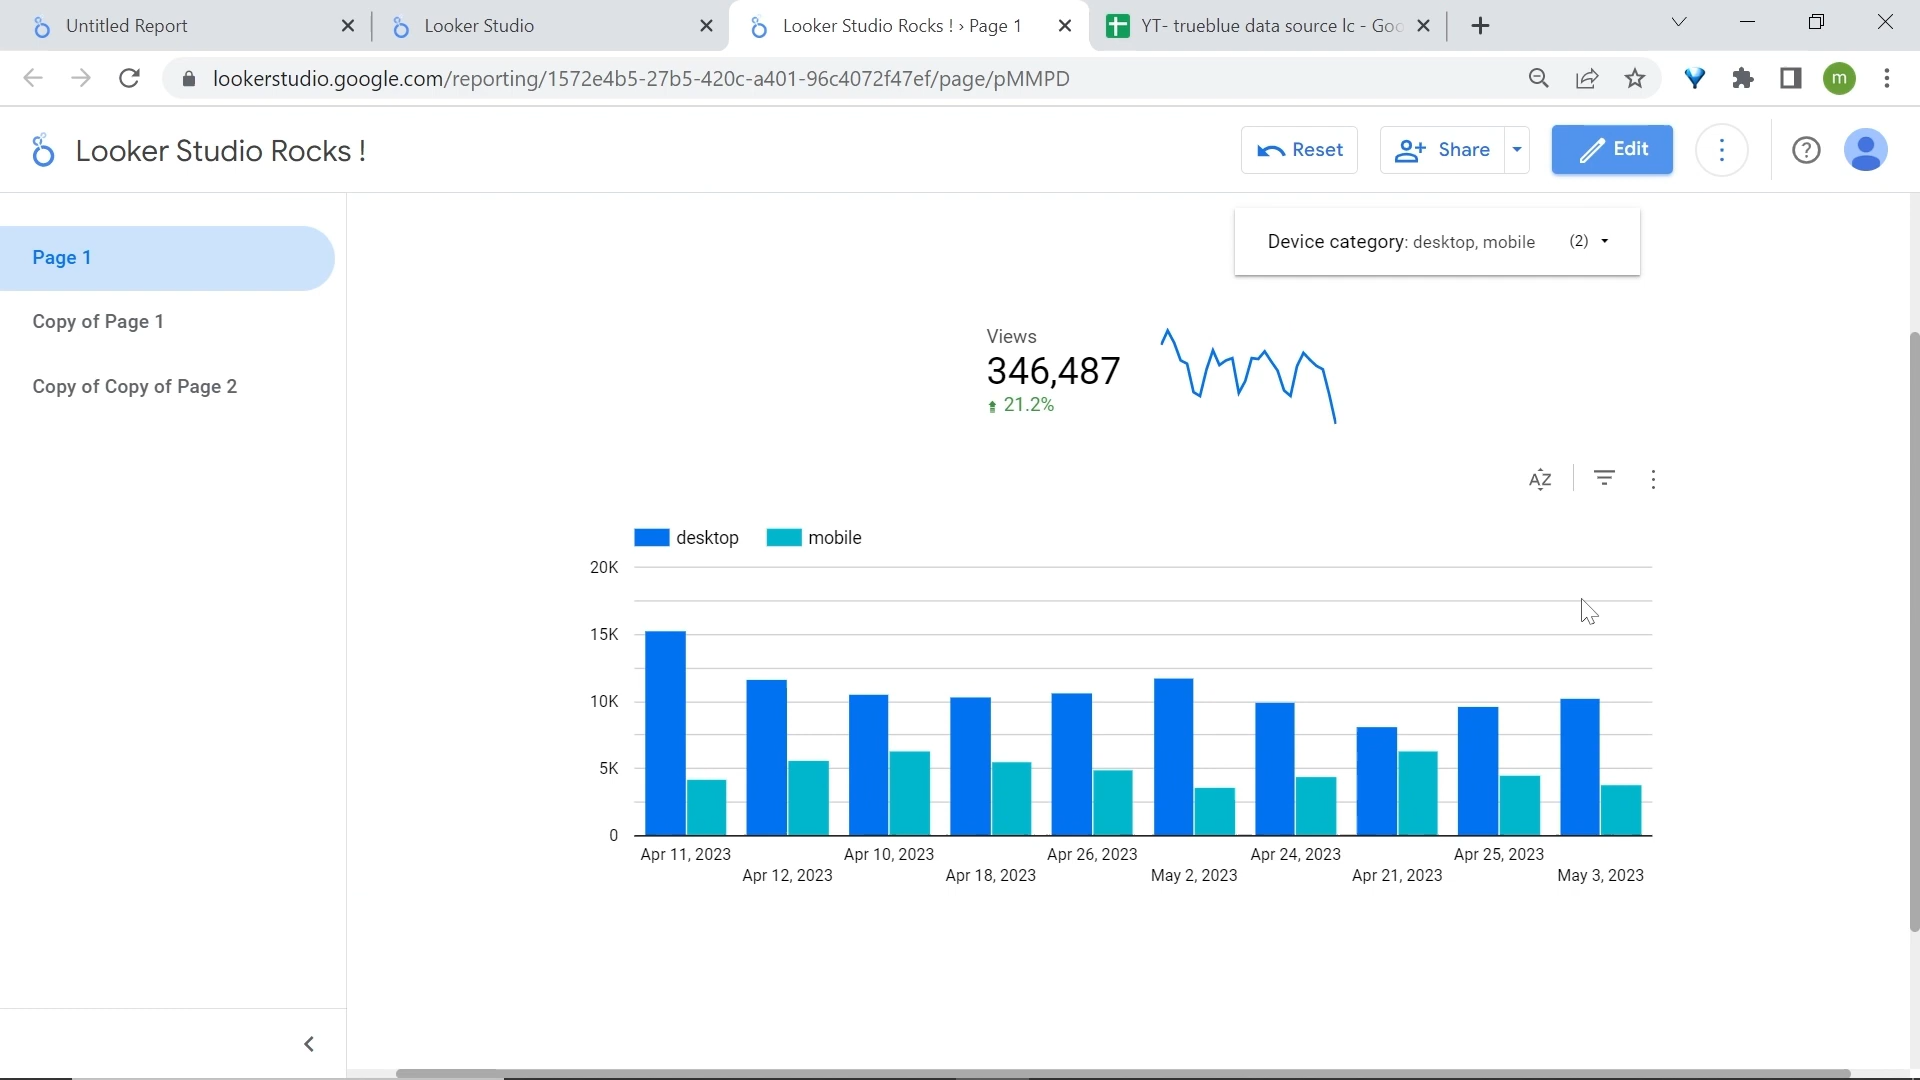 Untitled Report
Looker Studio
Looker Studio Rocks ! › Page 1
YT- trueblue data source lc - Goo
lookerstudio.google.com/reporting/1572e4b5-27b5-420c-a401-96c4072f47ef/page/pMMPD
m
Looker Studio Rocks !
Reset
Share
Edit
Page 1
Copy of Page 1
Copy of Copy of Page 2
Device category: desktop, mobile (2)
Views
346,487
21.2%
AZ
desktop
mobile
20K
15K
10K
5K
0
Apr 11, 2023
Apr 12, 2023
Apr 10, 2023
Apr 18, 2023
Apr 26, 2023
May 2, 2023
Apr 24, 2023
Apr 21, 2023
Apr 25, 2023
May 3, 2023